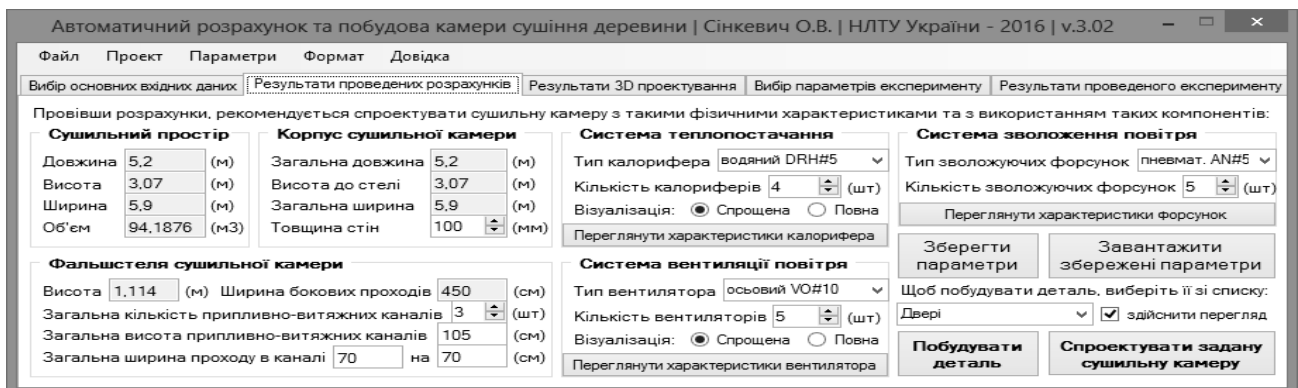 Автоматичний розрахунок та побудова камери сушіння деревини | Сінкевич О.В. | НЛТУ України - 2016 | v.3.02
Файл Проект Параметри Формат Довідка
Вибір основних вхідних даних Результати проведених розрахунків Результати 3D проектування Вибір параметрів експерименту Результати проведеного експерименту
Провівши розрахунки, рекомендується спроектувати сушильну камеру з такими фізичними характеристиками та з використанням таких компонентів:
Сушильний простір
Довжина 5,2 (м)
Висота 3,07 (м)
Ширина 5,9 (м)
Об'єм 94,1876 (м3)
Корпус сушильної камери
Загальна довжина 5,2 (м)
Висота до стелі 3,07 (м)
Загальна ширина 5,9 (м)
Товщина стін 100 (мм)
Фальшстеля сушильної камери
Висота 1,114 (м) Ширина бокових проходів 450 (см)
Загальна кількість припливно-витяжних каналів 3 (шт)
Загальна висота припливно-витяжних каналів 105 (см)
Загальна ширина проходу в каналі 70 на 70 (см)
Система теплопостачання
Тип калорифера водяний DRH#5
Кількість калориферів 4 (шт)
Візуалізація: Спрощена Повна
Переглянути характеристики калорифера
Система вентиляції повітря
Тип вентилятора осьовий VO#10
Кількість вентиляторів 5 (шт)
Візуалізація: Спрощена Повна
Переглянути характеристики вентилятора
Система зволоження повітря
Тип зволожуючих форсунок пневмат. AN#5
Кількість зволожуючих форсунок 5 (шт)
Переглянути характеристики форсунок
Зберегти параметри
Завантажити збережені параметри
Щоб побудувати деталь, виберіть її зі списку:
Двері здійснити перегляд
Побудувати деталь
Спроектувати задану сушильну камеру